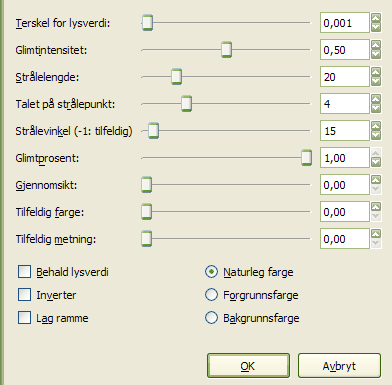 Terskel for lysverdi: 0,001
Glimtintensitet: 0,50
Strålelengde: 20
Talet på strålepunkt: 4
Strålevinkel (-1: tilfeldig) 15
Glimtprosent: 1,00
Gjennomsikt: 0,00
Tilfeldig farge: 0,00
Tilfeldig metning: 0,00
Behald lysverdi Naturleg farge
Inverter Forgrunnsfarge
Lag ramme Bakgrunnsfarge
OK Avbryt